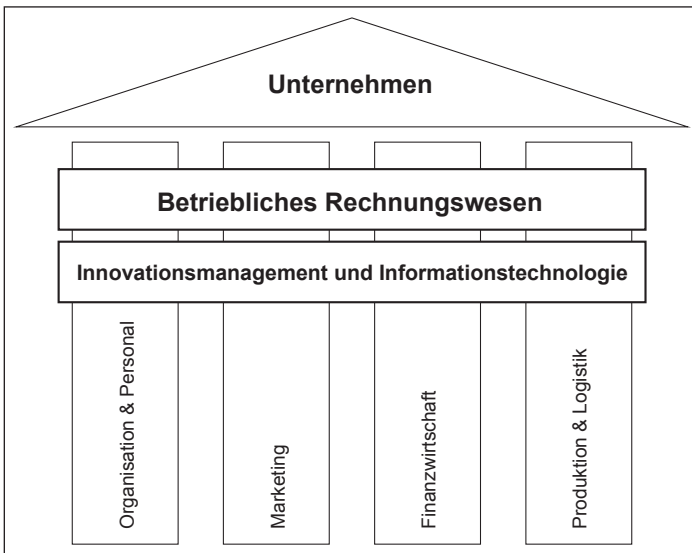 Unternehmen
Betriebliches Rechnungswesen
Innovationsmanagement und Informationstechnologie
Organisation & Personal
Marketing
Finanzwirtschaft
Produktion & Logistik